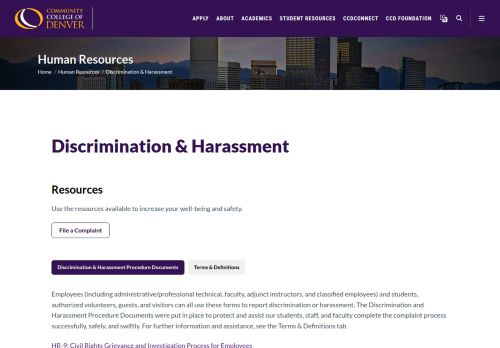 COMMUNITY
COLLEGE OF
DENVER
APPLY ABOUT ACADEMICS STUDENT RESOURCES CCDCONNECT CCD FOUNDATION
Human Resources
Home / Human Resources / Discrimination & Harassment
Discrimination & Harassment
Resources
Use the resources available to increase your well-being and safety.
File a Complaint
Discrimination & Harassment Procedure Documents Terms & Definitions
Employees (including administrative/professional technical, faculty, adjunct instructors, and classified employees) and students,
authorized volunteers, guests, and visitors can all use these forms to report discrimination or harassment. The Discrimination and
Harassment Procedure Documents were put in place to protect and assist our students, staff, and faculty complete the process
successfully, safely, and swiftly. For further information and assistance, see the Terms & Definitions tab.
HR-9: Civil Rights Grievance and Investigation Process for Employees